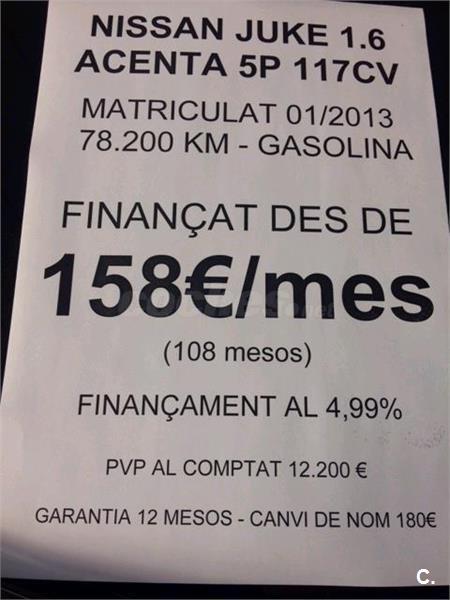 NISSAN JUKE 1.6
ACENTA 5P 117CV
MATRICULAT 01/2013
78.200 KM - GASOLINA
FINANÇAT DES DE
158€/mes
(108 mesos)
FINANÇAMENT AL 4,99%
PVP AL COMPTAT 12.200 €
GARANTIA 12 MESOS - CANVI DE NOM 180€
C.